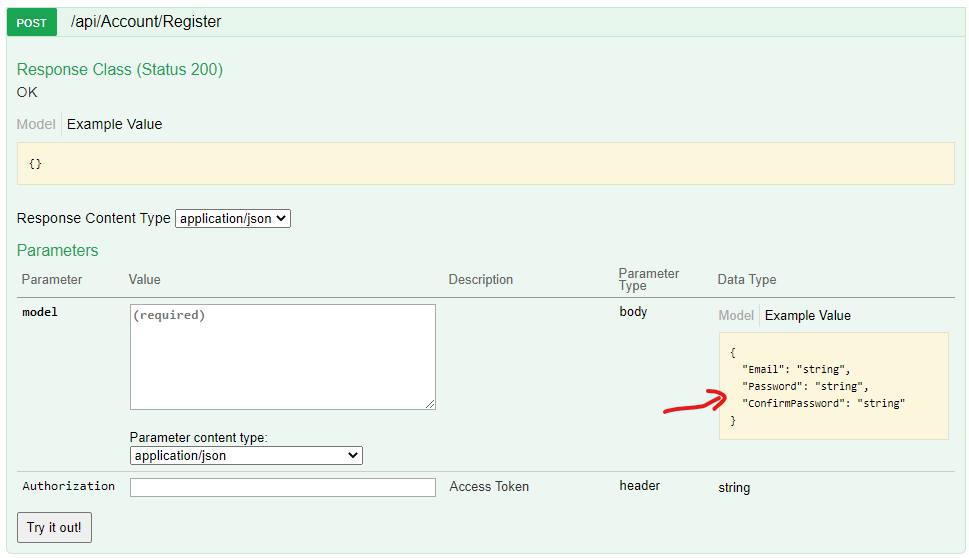 POST /api/Account/Register
Response Class (Status 200)
OK
Model Example Value
{}
Response Content Type application/json
Parameters
Parameter Value Description Parameter Type Data Type
model (required) body Model Example Value
{
"Email": "string",
"Password": "string",
"ConfirmPassword": "string"
}
Parameter content type:
application/json
Authorization Access Token header string
Try it out!